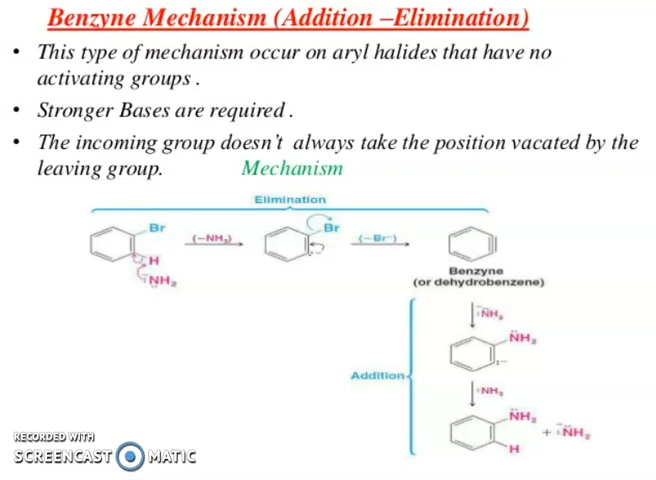 Benzyne Mechanism (Addition –Elimination)
• This type of mechanism occur on aryl halides that have no
activating groups .
• Stronger Bases are required .
• The incoming group doesn't always take the position vacated by the
leaving group. Mechanism
Elimination
Br
(−NH₃)
Br
(−Br⁻)
H
:NH₂
Benzyne
(or dehydrobenzene)
:NH₂
NH₂
Addition
:NH₃
NH₂
+ :NH₂
H
RECORDED WITH
SCREENCAST MATIC